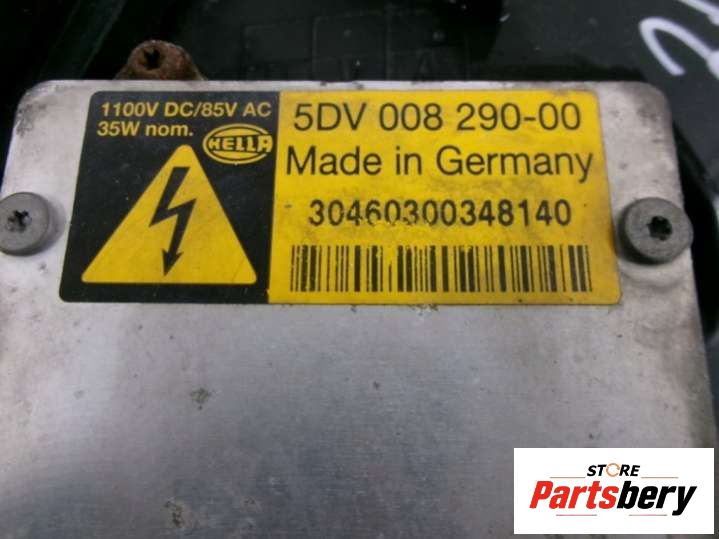 1100V DC/85V AC
35W nom.
HELLA
5DV 008 290-00
Made in Germany
30460300348140
STORE
Partsbery